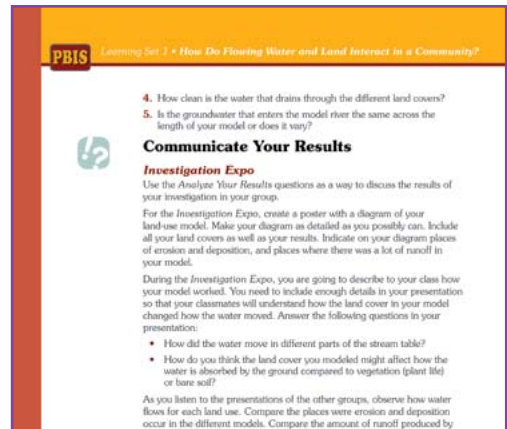 PBIS Learning Set 1 • How Do Flowing Water and Land Interact in a Community?
4. How clean is the water that drains through the different land covers?
5. Is the groundwater that enters the model river the same across the
length of your model or does it vary?
Communicate Your Results
Investigation Expo
Use the Analyze Your Results questions as a way to discuss the results of
your investigation in your group.
For the Investigation Expo, create a poster with a diagram of your
land-use model. Make your diagram as detailed as you possibly can. Include
all your land covers as well as your results. Indicate on your diagram places
of erosion and deposition, and places where there was a lot of runoff in
your model.
During the Investigation Expo, you are going to describe to your class how
your model worked. You need to include enough details in your presentation
so that your classmates will understand how the land cover in your model
changed how the water moved. Answer the following questions in your
presentation:
• How did the water move in different parts of the stream table?
• How do you think the land cover you modeled might affect how the
water is absorbed by the ground compared to vegetation (plant life)
or bare soil?
As you listen to the presentations of the other groups, observe how water
flows for each land use. Compare the places were erosion and deposition
occur in the different models. Compare the amount of runoff produced by